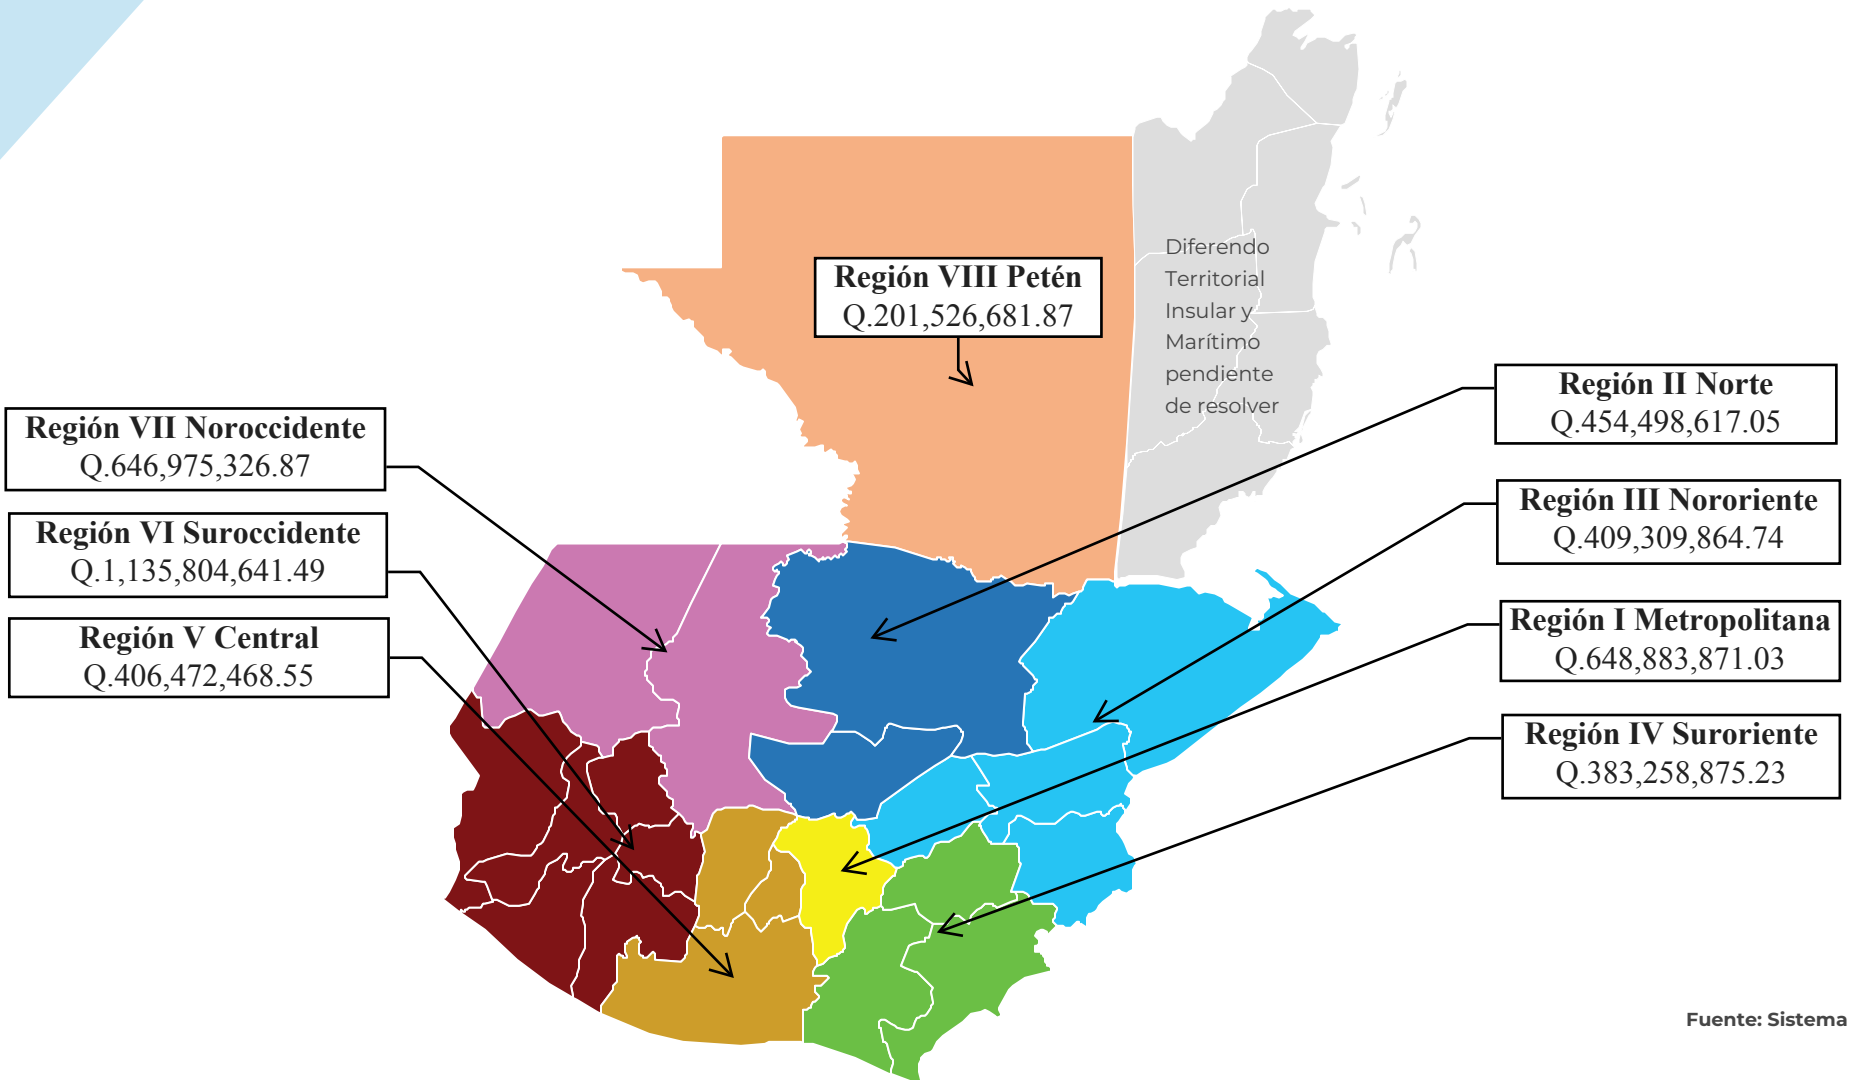 Diferendo
Territorial
Insular y
Marítimo
pendiente
de resolver
Región VIII Petén
Q.201,526,681.87
Región VII Noroccidente
Q.646,975,326.87
Región VI Suroccidente
Q.1,135,804,641.49
Región V Central
Q.406,472,468.55
Región II Norte
Q.454,498,617.05
Región III Nororiente
Q.409,309,864.74
Región I Metropolitana
Q.648,883,871.03
Región IV Suroriente
Q.383,258,875.23
Fuente: Sistema